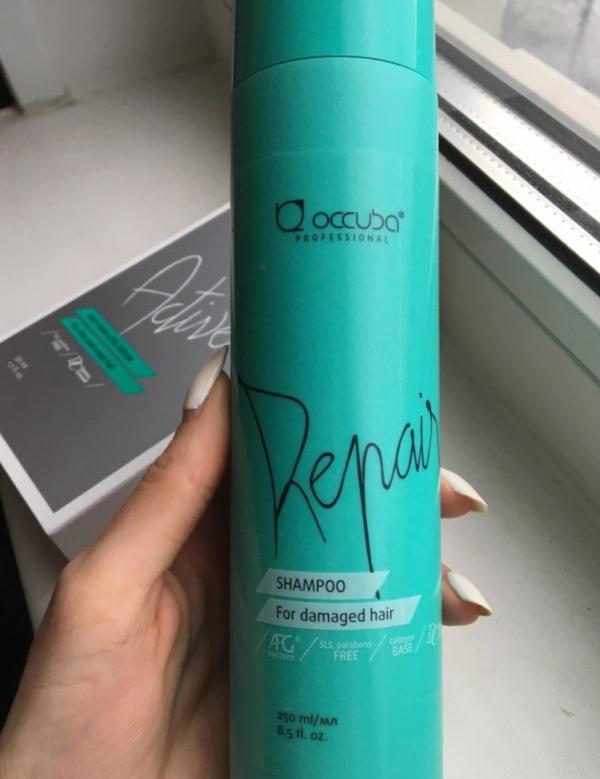 OCCUBA®
PROFESSIONAL
Repair
SHAMPOO
For damaged hair
AFG®
system
SLS, parabens
FREE
Collagen
BASE
250 ml/мл
8.5 fl. oz.
Active